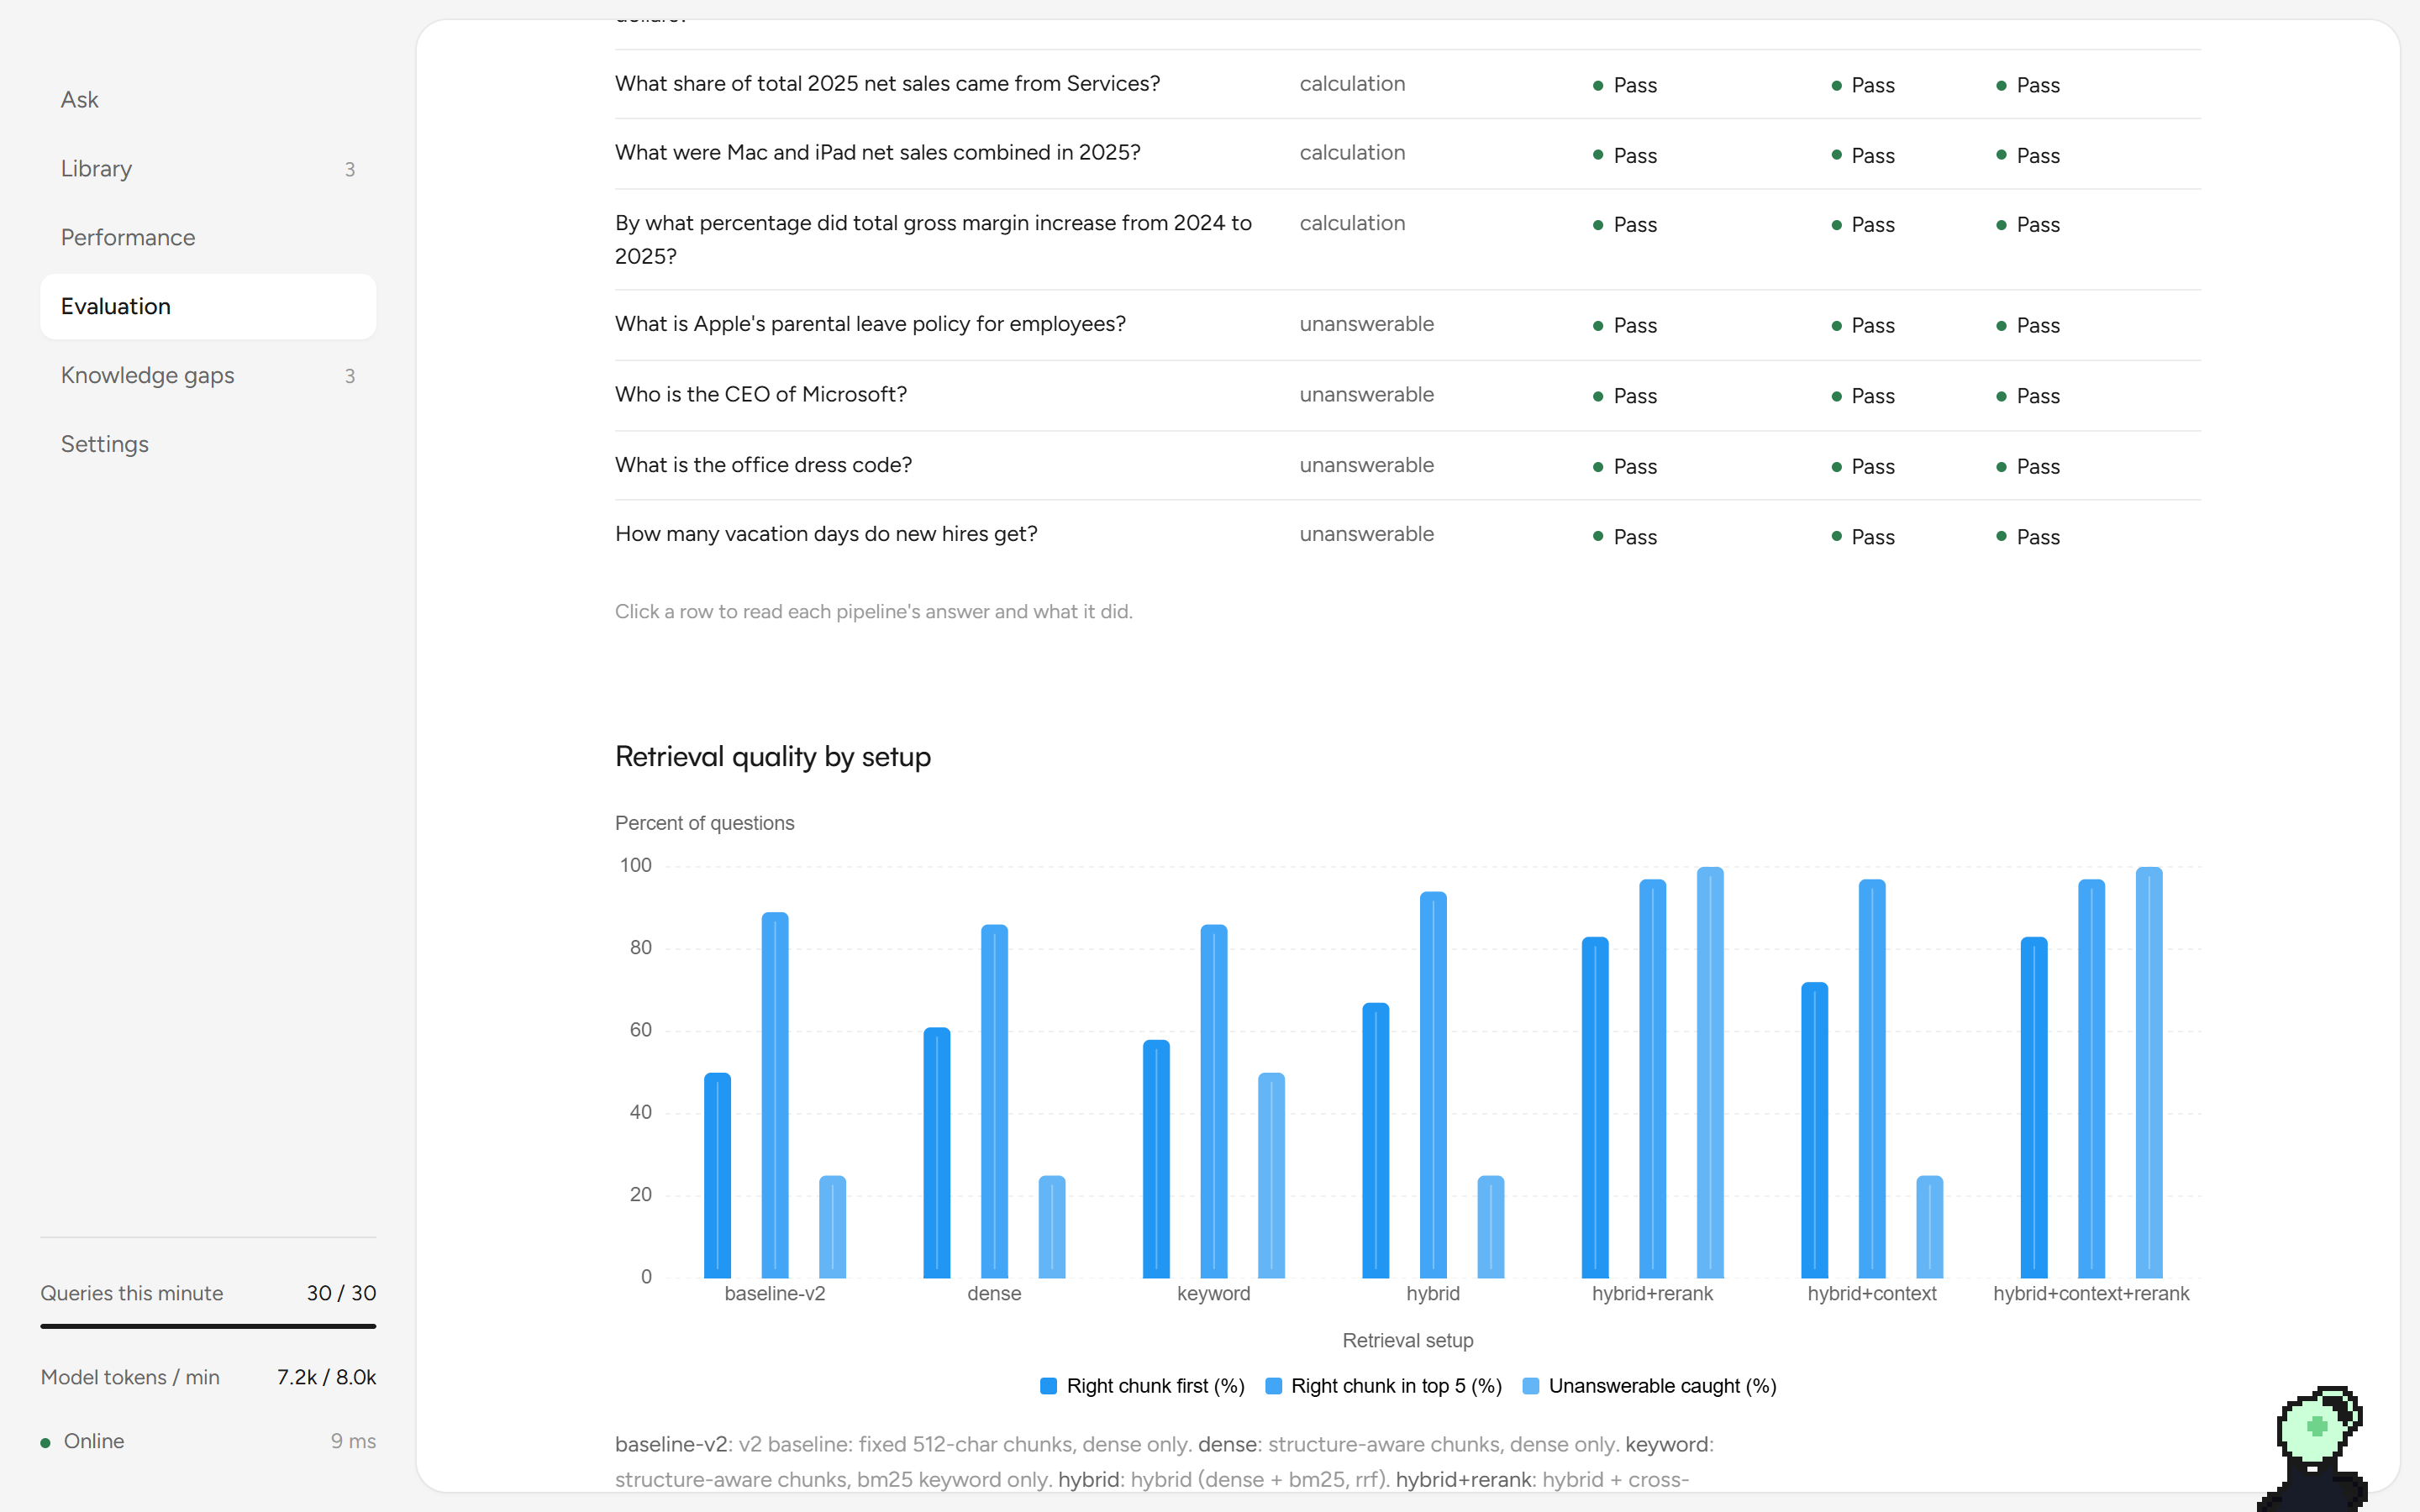 Ask
Library 3
Performance
Evaluation
Knowledge gaps 3
Settings
Queries this minute 30 / 30
Model tokens / min 7.2k / 8.0k
Online 9 ms
What share of total 2025 net sales came from Services? calculation Pass Pass Pass
What were Mac and iPad net sales combined in 2025? calculation Pass Pass Pass
By what percentage did total gross margin increase from 2024 to calculation Pass Pass Pass
2025?
What is Apple's parental leave policy for employees? unanswerable Pass Pass Pass
Who is the CEO of Microsoft? unanswerable Pass Pass Pass
What is the office dress code? unanswerable Pass Pass Pass
How many vacation days do new hires get? unanswerable Pass Pass Pass
Click a row to read each pipeline's answer and what it did.
Retrieval quality by setup
Percent of questions
100
80
60
40
20
0
baseline-v2 dense keyword hybrid hybrid+rerank hybrid+context hybrid+context+rerank
Retrieval setup
Right chunk first (%) Right chunk in top 5 (%) Unanswerable caught (%)
baseline-v2: v2 baseline: fixed 512-char chunks, dense only. dense: structure-aware chunks, dense only. keyword:
structure-aware chunks, bm25 keyword only. hybrid: hybrid (dense + bm25, rrf). hybrid+rerank: hybrid + cross-